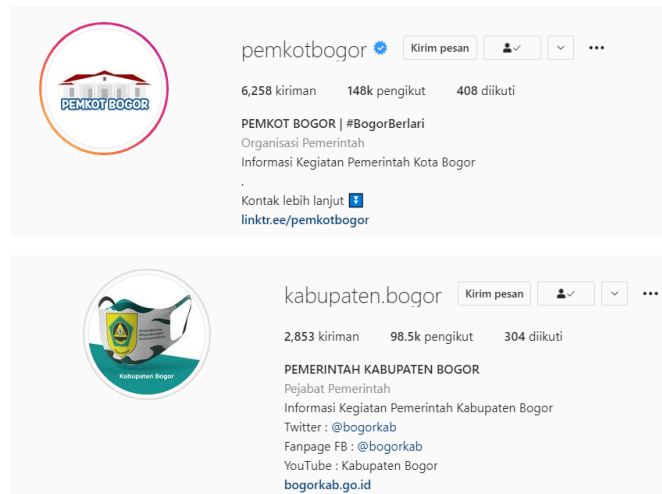 PEMKOT BOGOR
pemkotbogor
Kirim pesan
6,258 kiriman 148k pengikut 408 diikuti
PEMKOT BOGOR | #BogorBerlari
Organisasi Pemerintah
Informasi Kegiatan Pemerintah Kota Bogor
.
Kontak lebih lanjut ⏬
linktr.ee/pemkotbogor
Kabupaten Bogor
kabupaten.bogor
Kirim pesan
2,853 kiriman 98.5k pengikut 304 diikuti
PEMERINTAH KABUPATEN BOGOR
Pejabat Pemerintah
Informasi Kegiatan Pemerintah Kabupaten Bogor
Twitter : @bogorkab
Fanpage FB : @bogorkab
YouTube : Kabupaten Bogor
bogorkab.go.id